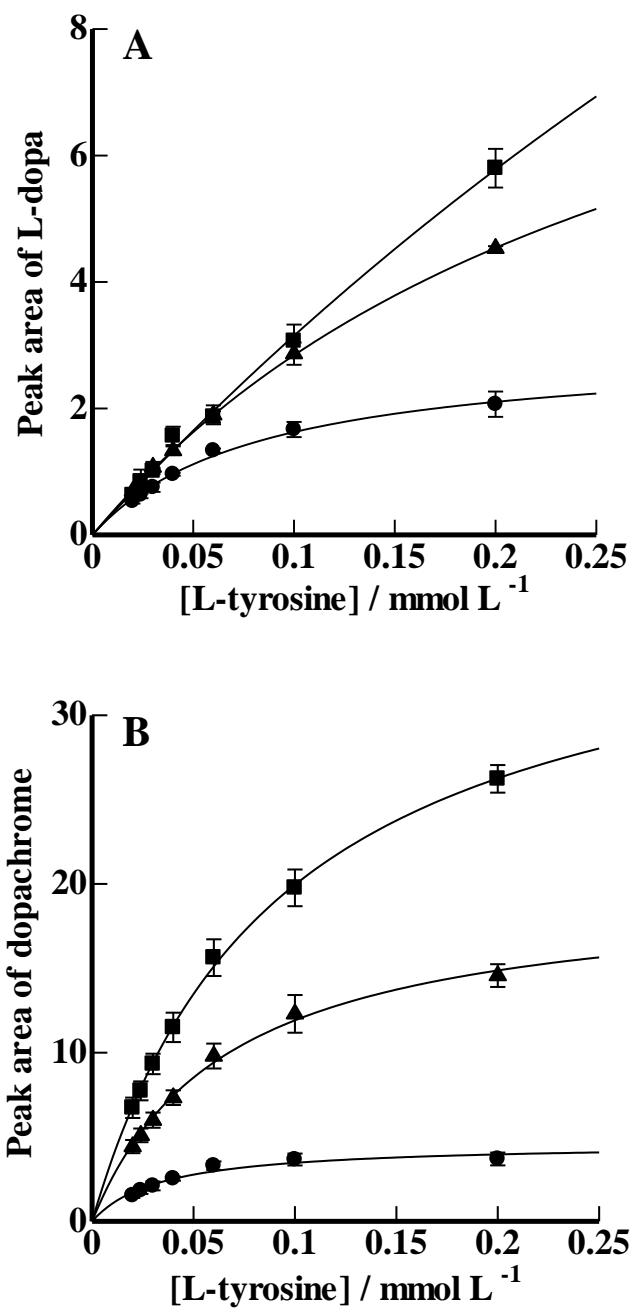 A
Peak area of L-dopa
8
6
4
2
0
0 0.05 0.1 0.15 0.2 0.25
[L-tyrosine] / mmol L -1
B
Peak area of dopachrome
30
20
10
0
0 0.05 0.1 0.15 0.2 0.25
[L-tyrosine] / mmol L -1